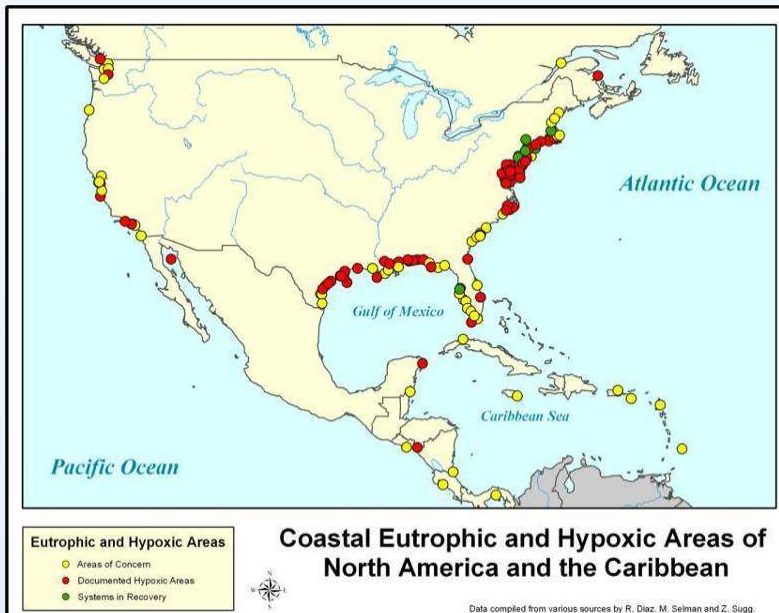 Atlantic Ocean
Gulf of Mexico
Caribbean Sea
Pacific Ocean
Eutrophic and Hypoxic Areas
Areas of Concern
Documented Hypoxic Areas
Systems in Recovery
Coastal Eutrophic and Hypoxic Areas of
North America and the Caribbean
Data compiled from various sources by R. Diaz, M. Selman and Z. Sugg.